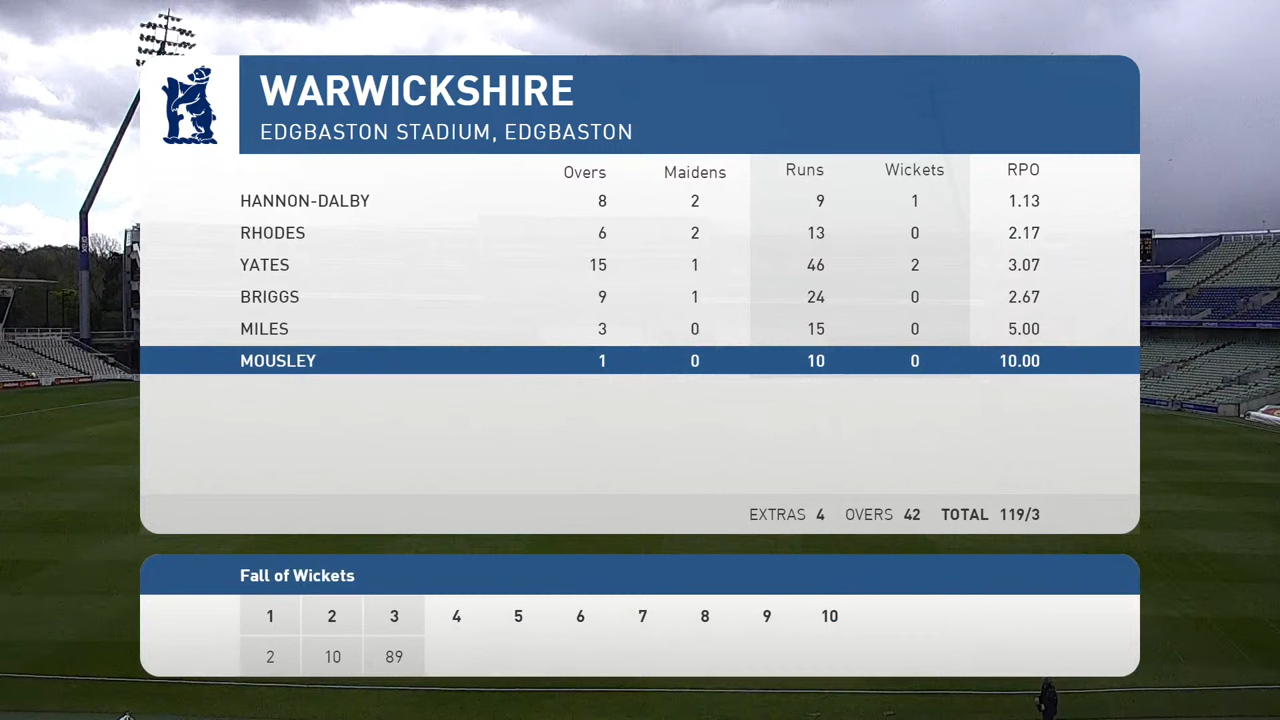 WARWICKSHIRE
EDGBASTON STADIUM, EDGBASTON
Overs Maidens Runs Wickets RPO
HANNON-DALBY 8 2 9 1 1.13
RHODES 6 2 13 0 2.17
YATES 15 1 46 2 3.07
BRIGGS 9 1 24 0 2.67
MILES 3 0 15 0 5.00
MOUSLEY 1 0 10 0 10.00
EXTRAS 4 OVERS 42 TOTAL 119/3
Fall of Wickets
1 2 3 4 5 6 7 8 9 10
2 10 89